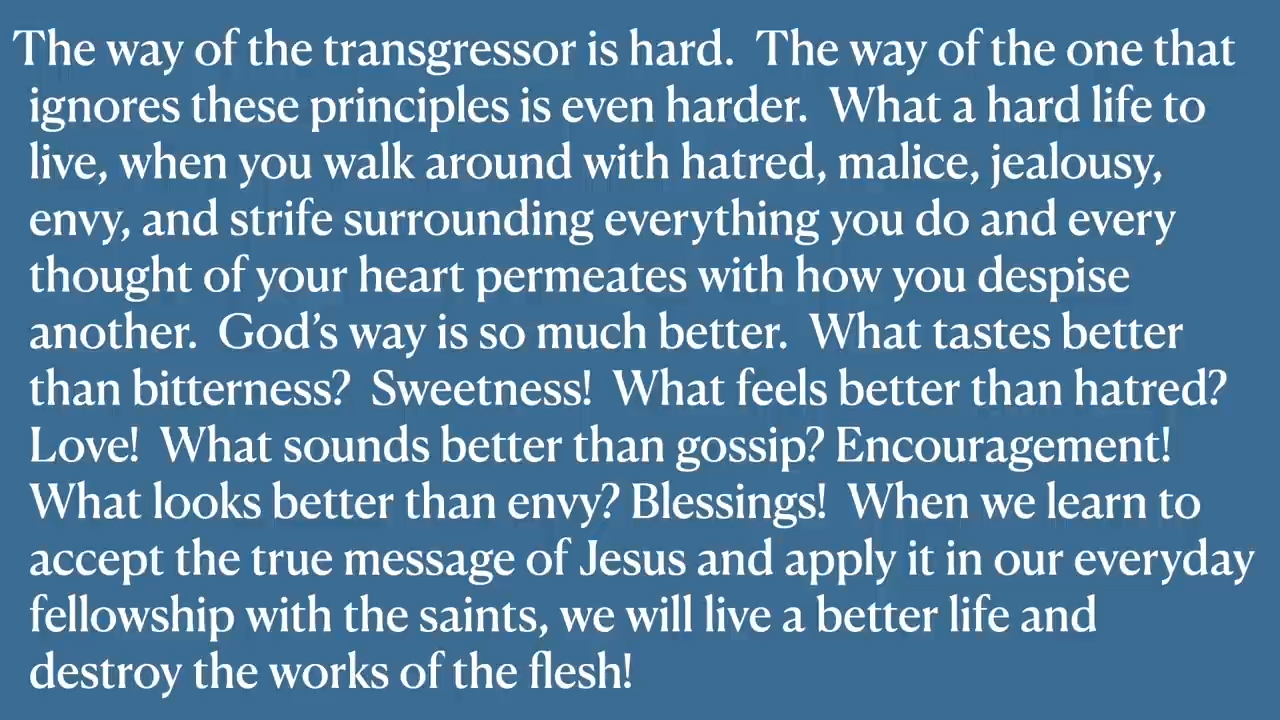 The way of the transgressor is hard.  The way of the one that
ignores these principles is even harder.  What a hard life to
live, when you walk around with hatred, malice, jealousy,
envy, and strife surrounding everything you do and every
thought of your heart permeates with how you despise
another.  God’s way is so much better.  What tastes better
than bitterness?  Sweetness!  What feels better than hatred?
Love!  What sounds better than gossip? Encouragement!
What looks better than envy? Blessings!  When we learn to
accept the true message of Jesus and apply it in our everyday
fellowship with the saints, we will live a better life and
destroy the works of the flesh!